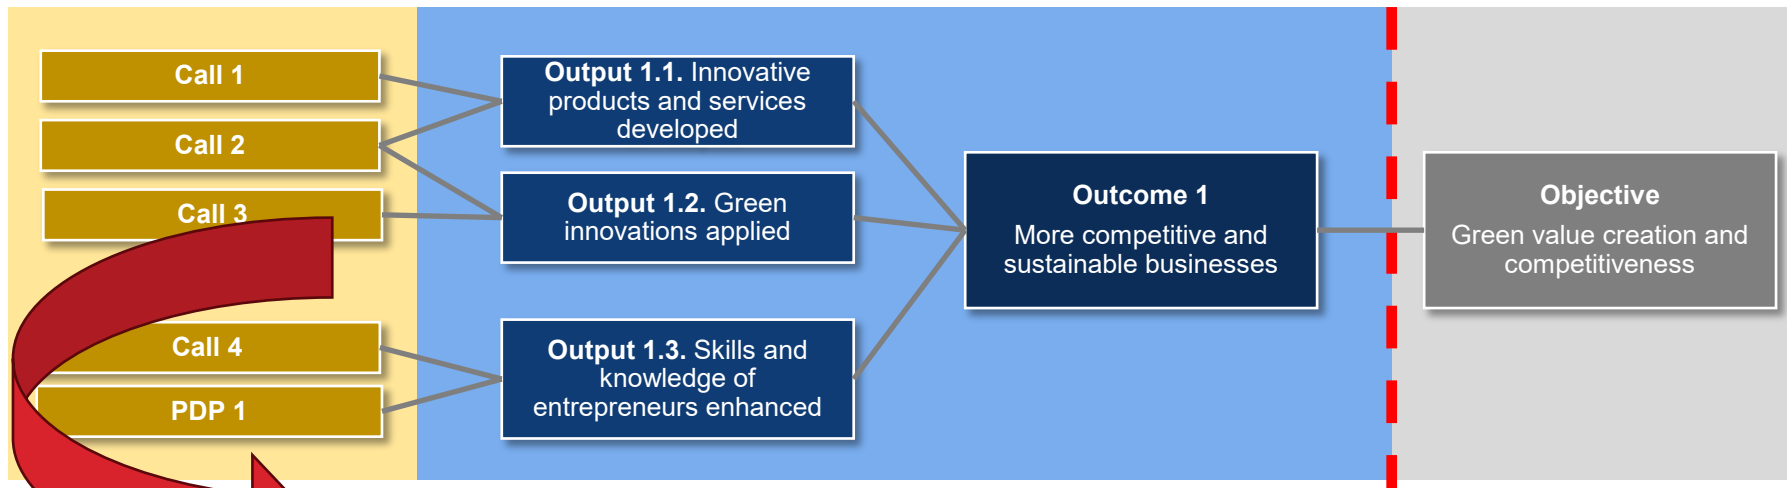 Call 1
Call 2
Call 3
Call 4
PDP 1
Output 1.1. Innovative
products and services
developed
Output 1.2. Green
innovations applied
Output 1.3. Skills and
knowledge of
entrepreneurs enhanced
Outcome 1
More competitive and
sustainable businesses
Objective
Green value creation and
competitiveness